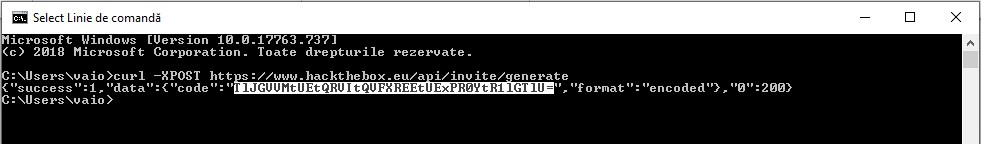 Select Linie de comandă
Microsoft Windows [Version 10.0.17763.737]
(c) 2018 Microsoft Corporation. Toate drepturile rezervate.
C:\Users\vaio>curl -XPOST https://www.hackthebox.eu/api/invite/generate
{"success":1,"data":{"code":"TlJGVVMtUEtQRVItQVFXREEtUExPR0YtR1lGTlU=","format":"encoded"},"0":200}
C:\Users\vaio>